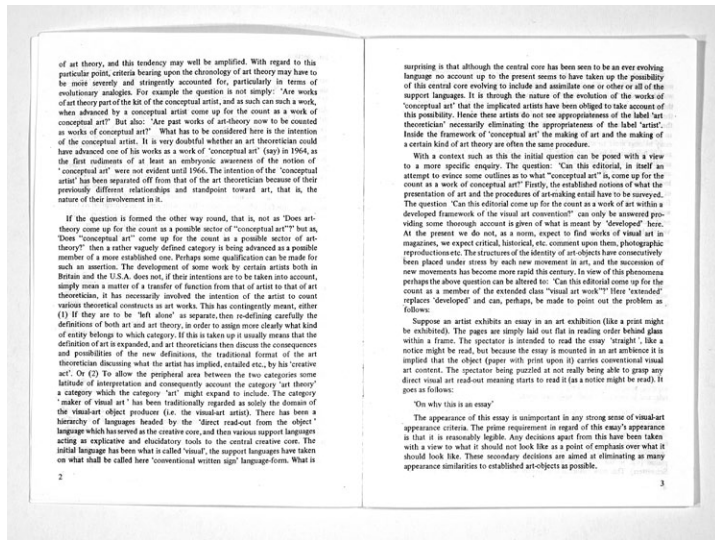 of art theory, and this tendency may well be amplified. With regard to this
particular point, criteria bearing upon the chronology of art theory may have to
be more severely and stringently accounted for, particularly in terms of
evolutionary analogies. For example the question is not simply: 'Are works
of art theory part of the kit of the conceptual artist, and as such can such a work,
when advanced by a conceptual artist come up for the count as a work of
conceptual art?' But also: 'Are past works of art-theory now to be counted
as works of conceptual art?' What has to be considered here is the intention
of the conceptual artist. It is very doubtful whether an art theoretician could
have advanced one of his works as a work of 'conceptual art' (say) in 1964, as
the first rudiments of at least an embryonic awareness of the notion of
'conceptual art' were not evident until 1966. The intention of the 'conceptual
artist' has been separated off from that of the art theoretician because of their
previously different relationships and standpoint toward art, that is, the
nature of their involvement in it.
If the question is formed the other way round, that is, not as 'Does art-
theory come up for the count as a possible sector of "conceptual art"'? but as,
'Does "conceptual art" come up for the count as a possible sector of art-
theory?' then a rather vaguely defined category is being advanced as a possible
member of a more established one. Perhaps some qualification can be made for
such an assertion. The development of some work by certain artists both in
Britain and the U.S.A. does not, if their intentions are to be taken into account,
simply mean a matter of a transfer of function from that of artist to that of art
theoretician, it has necessarily involved the intention of the artist to count
various theoretical constructs as art works. This has contingently meant, either
(1) If they are to be 'left alone' as separate, then re-defining carefully the
definitions of both art and art theory, in order to assign more clearly what kind
of entity belongs to which category. If this is taken up it usually means that the
definition of art is expanded, and art theoreticians then discuss the consequences
and possibilities of the new definitions, the traditional format of the art
theoretician discussing what the artist has implied, entailed etc., by his 'creative
act'. Or (2) To allow the peripheral area between the two categories some
latitude of interpretation and consequently account the category 'art theory'
a category which the category 'art' might expand to include. The category
'maker of visual art' has been traditionally regarded as solely the domain of
the visual-art object producer (i.e. the visual-art artist). There has been a
hierarchy of languages headed by the 'direct read-out from the object'
language which has served as the creative core, and then various support languages
acting as explicative and elucidatory tools to the central creative core. The
initial language has been what is called 'visual', the support languages have taken
on what shall be called here 'conventional written sign' language-form. What is
2
surprising is that although the central core has been seen to be an ever evolving
language no account up to the present seems to have taken up the possibility
of this central core evolving to include and assimilate one or other or all of the
support languages. It is through the nature of the evolution of the works of
'conceptual art' that the implicated artists have been obliged to take account of
this possibility. Hence these artists do not see appropriateness of the label 'art
theoretician' necessarily eliminating the appropriateness of the label 'artist'.
Inside the framework of 'conceptual art' the making of art and the making of
a certain kind of art theory are often the same procedure.
With a context such as this the initial question can be posed with a view
to a more specific enquiry. The question: 'Can this editorial, in itself an
attempt to evince some outlines as to what "conceptual art" is, come up for the
count as a work of conceptual art?' Firstly, the established notions of what the
presentation of art and the procedures of art-making entail have to be surveyed.
The question 'Can this editorial come up for the count as a work of art within a
developed framework of the visual art convention?' can only be answered pro-
viding some thorough account is given of what is meant by 'developed' here.
At the present we do not, as a norm, expect to find works of visual art in
magazines, we expect critical, historical, etc. comment upon them, photographic
reproductions etc. The structures of the identity of art-objects have consecutively
been placed under stress by each new movement in art, and the succession of
new movements has become more rapid this century. In view of this phenomena
perhaps the above question can be altered to: 'Can this editorial come up for the
count as a member of the extended class "visual art work"?' Here 'extended'
replaces 'developed' and can, perhaps, be made to point out the problem as
follows:
Suppose an artist exhibits an essay in an art exhibition (like a print might
be exhibited). The pages are simply laid out flat in reading order behind glass
within a frame. The spectator is intended to read the essay 'straight', like a
notice might be read, but because the essay is mounted in an art ambience it is
implied that the object (paper with print upon it) carries conventional visual
art content. The spectator being puzzled at not really being able to grasp any
direct visual art read-out meaning starts to read it (as a notice might be read). It
goes as follows:
'On why this is an essay'
The appearance of this essay is unimportant in any strong sense of visual-art
appearance criteria. The prime requirement in regard of this essay's appearance
is that it is reasonably legible. Any decisions apart from this have been taken
with a view to what it should not look like as a point of emphasis over what it
should look like. These secondary decisions are aimed at eliminating as many
appearance similarities to established art-objects as possible.
3